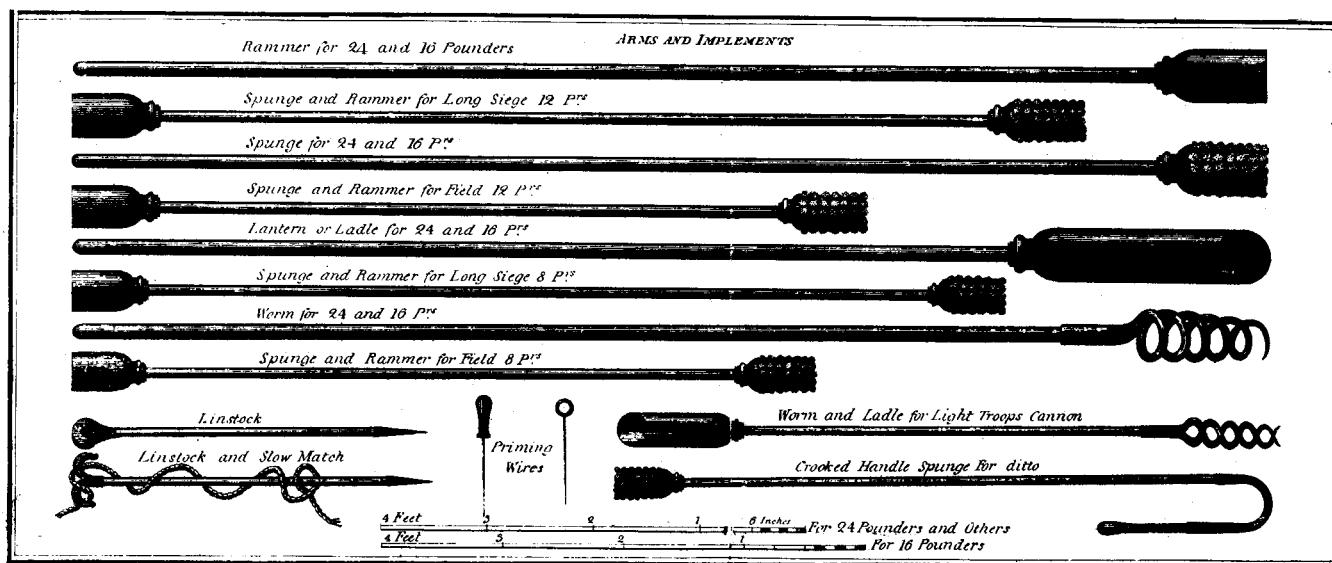 ARMS AND IMPLEMENTS
Rammer for 24 and 16 Pounders
Spunge and Rammer for Long Siege 12 Prs
Spunge for 24 and 16 Prs
Spunge and Rammer for Field 12 Prs
Lantern or Ladle for 24 and 16 Prs
Spunge and Rammer for Long Siege 8 Prs
Worm for 24 and 16 Prs
Spunge and Rammer for Field 8 Prs
Linstock
Linstock and Slow Match
Priming
Wires
Worm and Ladle for Light Troops Cannon
Crooked Handle Spunge For ditto
4 Feet 3 2 1 6 Inches For 24 Pounders and Others
4 Feet 3 2 1 For 16 Pounders